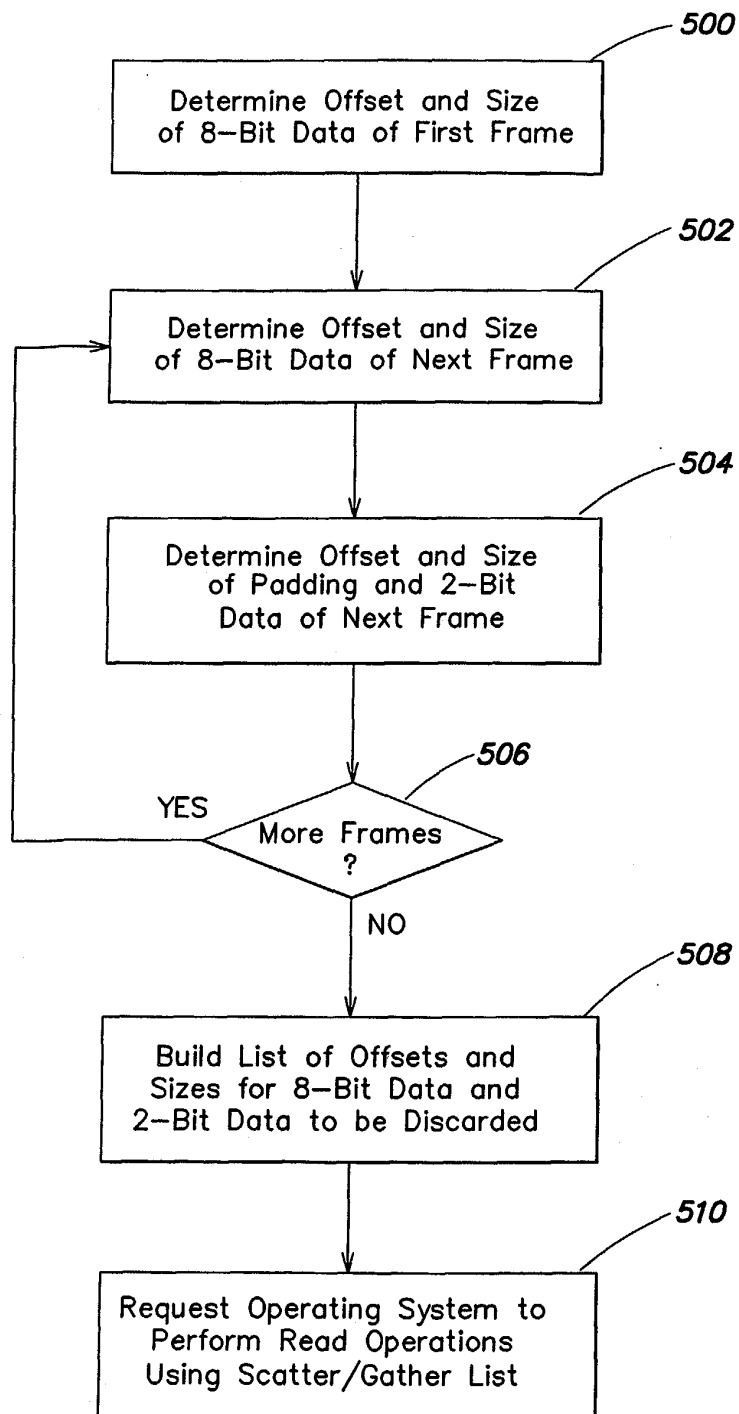 500
Determine Offset and Size
of 8-Bit Data of First Frame
502
Determine Offset and Size
of 8-Bit Data of Next Frame
504
Determine Offset and Size
of Padding and 2-Bit
Data of Next Frame
506
YES
More Frames
?
NO
508
Build List of Offsets and
Sizes for 8-Bit Data and
2-Bit Data to be Discarded
510
Request Operating System to
Perform Read Operations
Using Scatter/Gather List